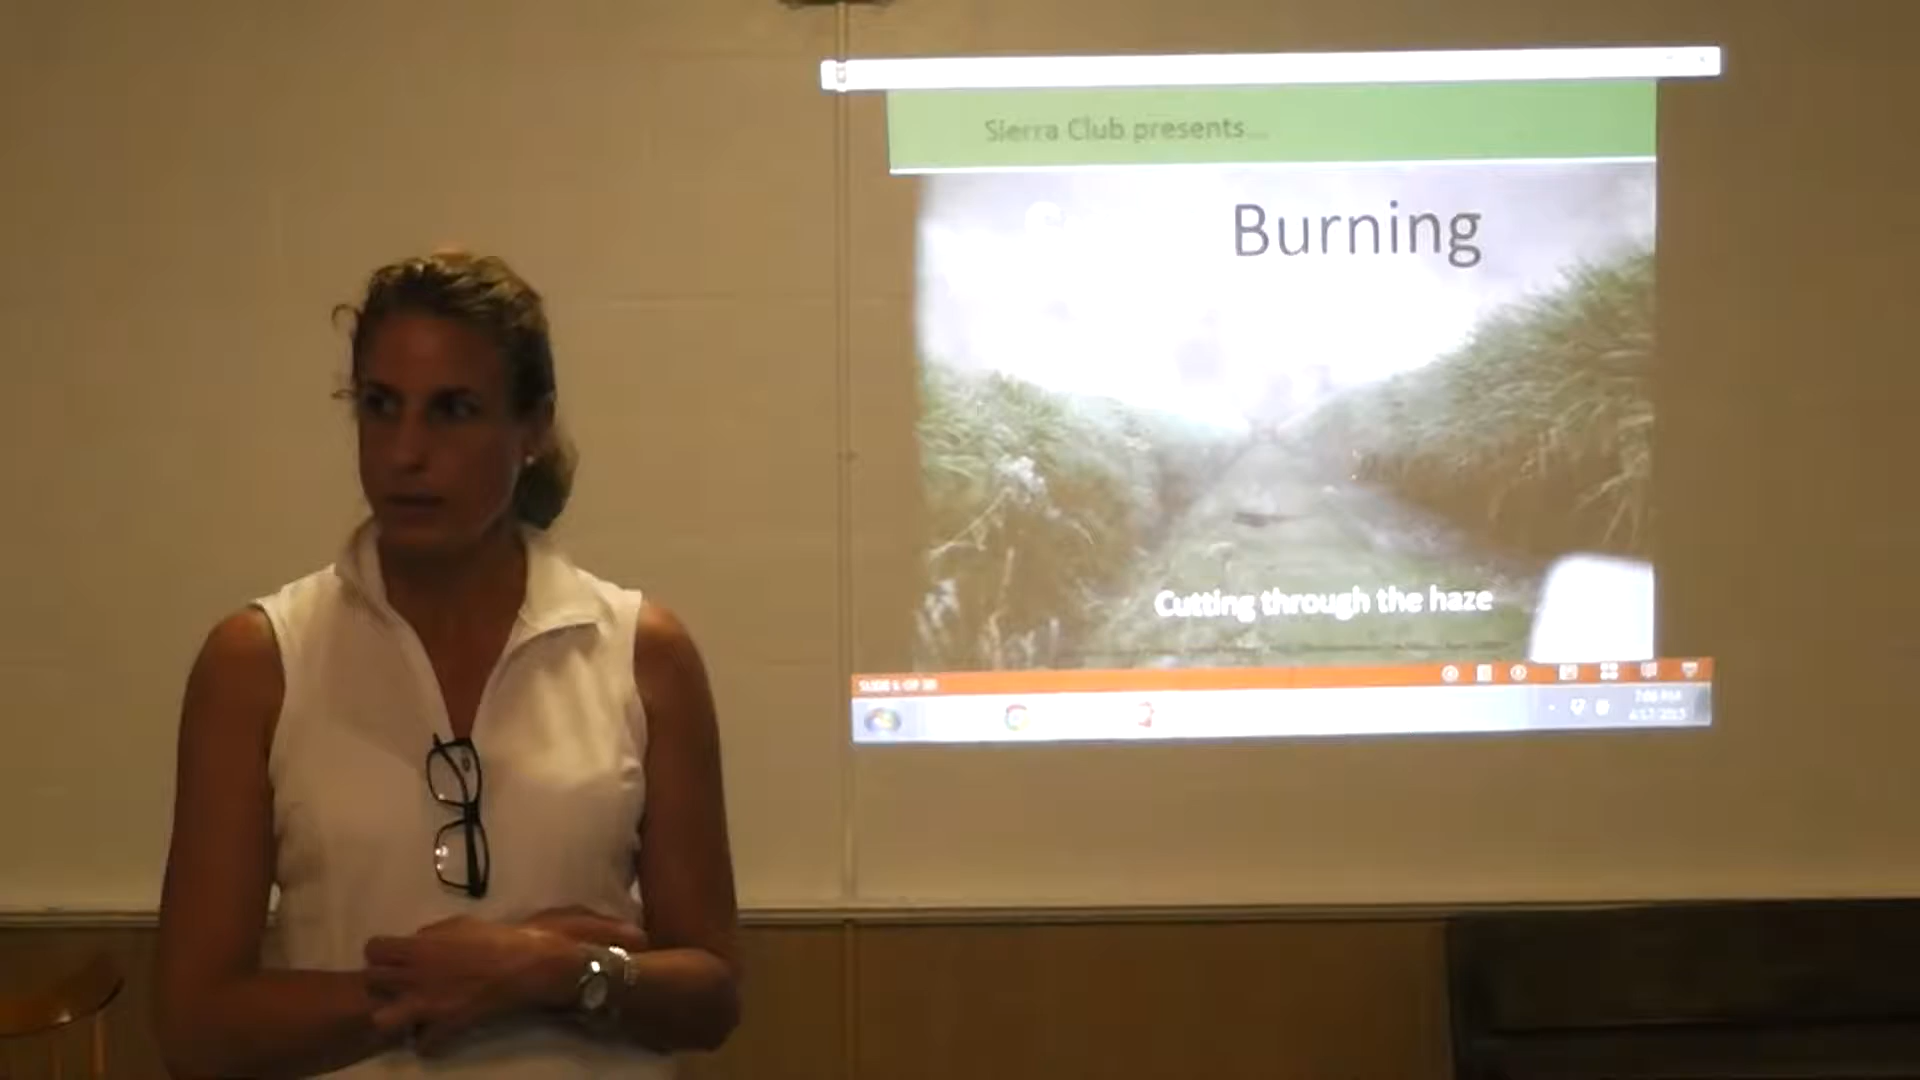 Sierra Club presents...
Burning
Cutting through the haze